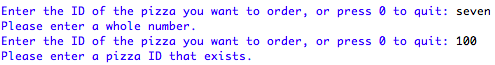 Enter the ID of the pizza you want to order, or press 0 to quit: seven
Please enter a whole number.
Enter the ID of the pizza you want to order, or press 0 to quit: 100
Please enter a pizza ID that exists.